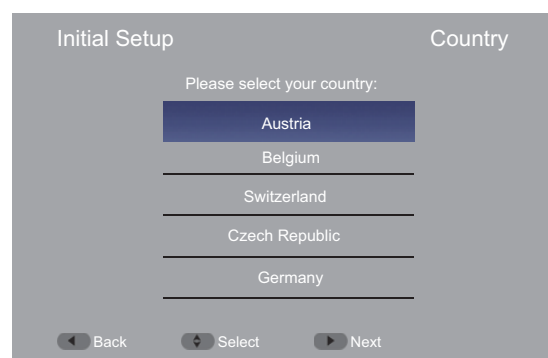 Initial Setup Country
Please select your country:
Austria
Belgium
Switzerland
Czech Republic
Germany
Back Select Next